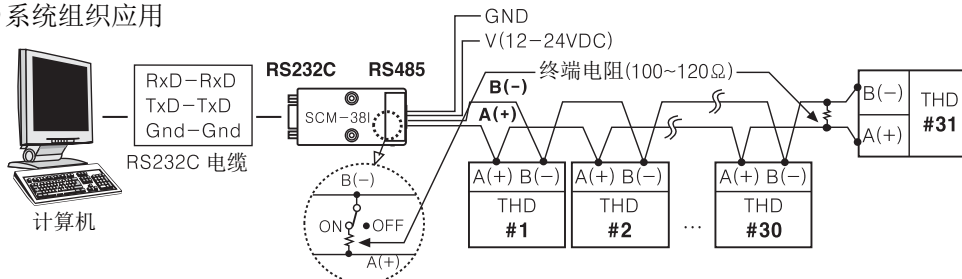 系统组织应用
GND
V(12-24VDC)
RS232C
RS485
终端电阻(100~120Ω)
B(-)
A(+)
RxD-RxD
TxD-TxD
Gnd-Gnd
SCM-38I
RS232C 电缆
计算机
B(-)
ON
OFF
A(+)
A(+) B(-)
THD
#1
A(+) B(-)
THD
#2
...
A(+) B(-)
THD
#30
B(-)
A(+)
THD
#31